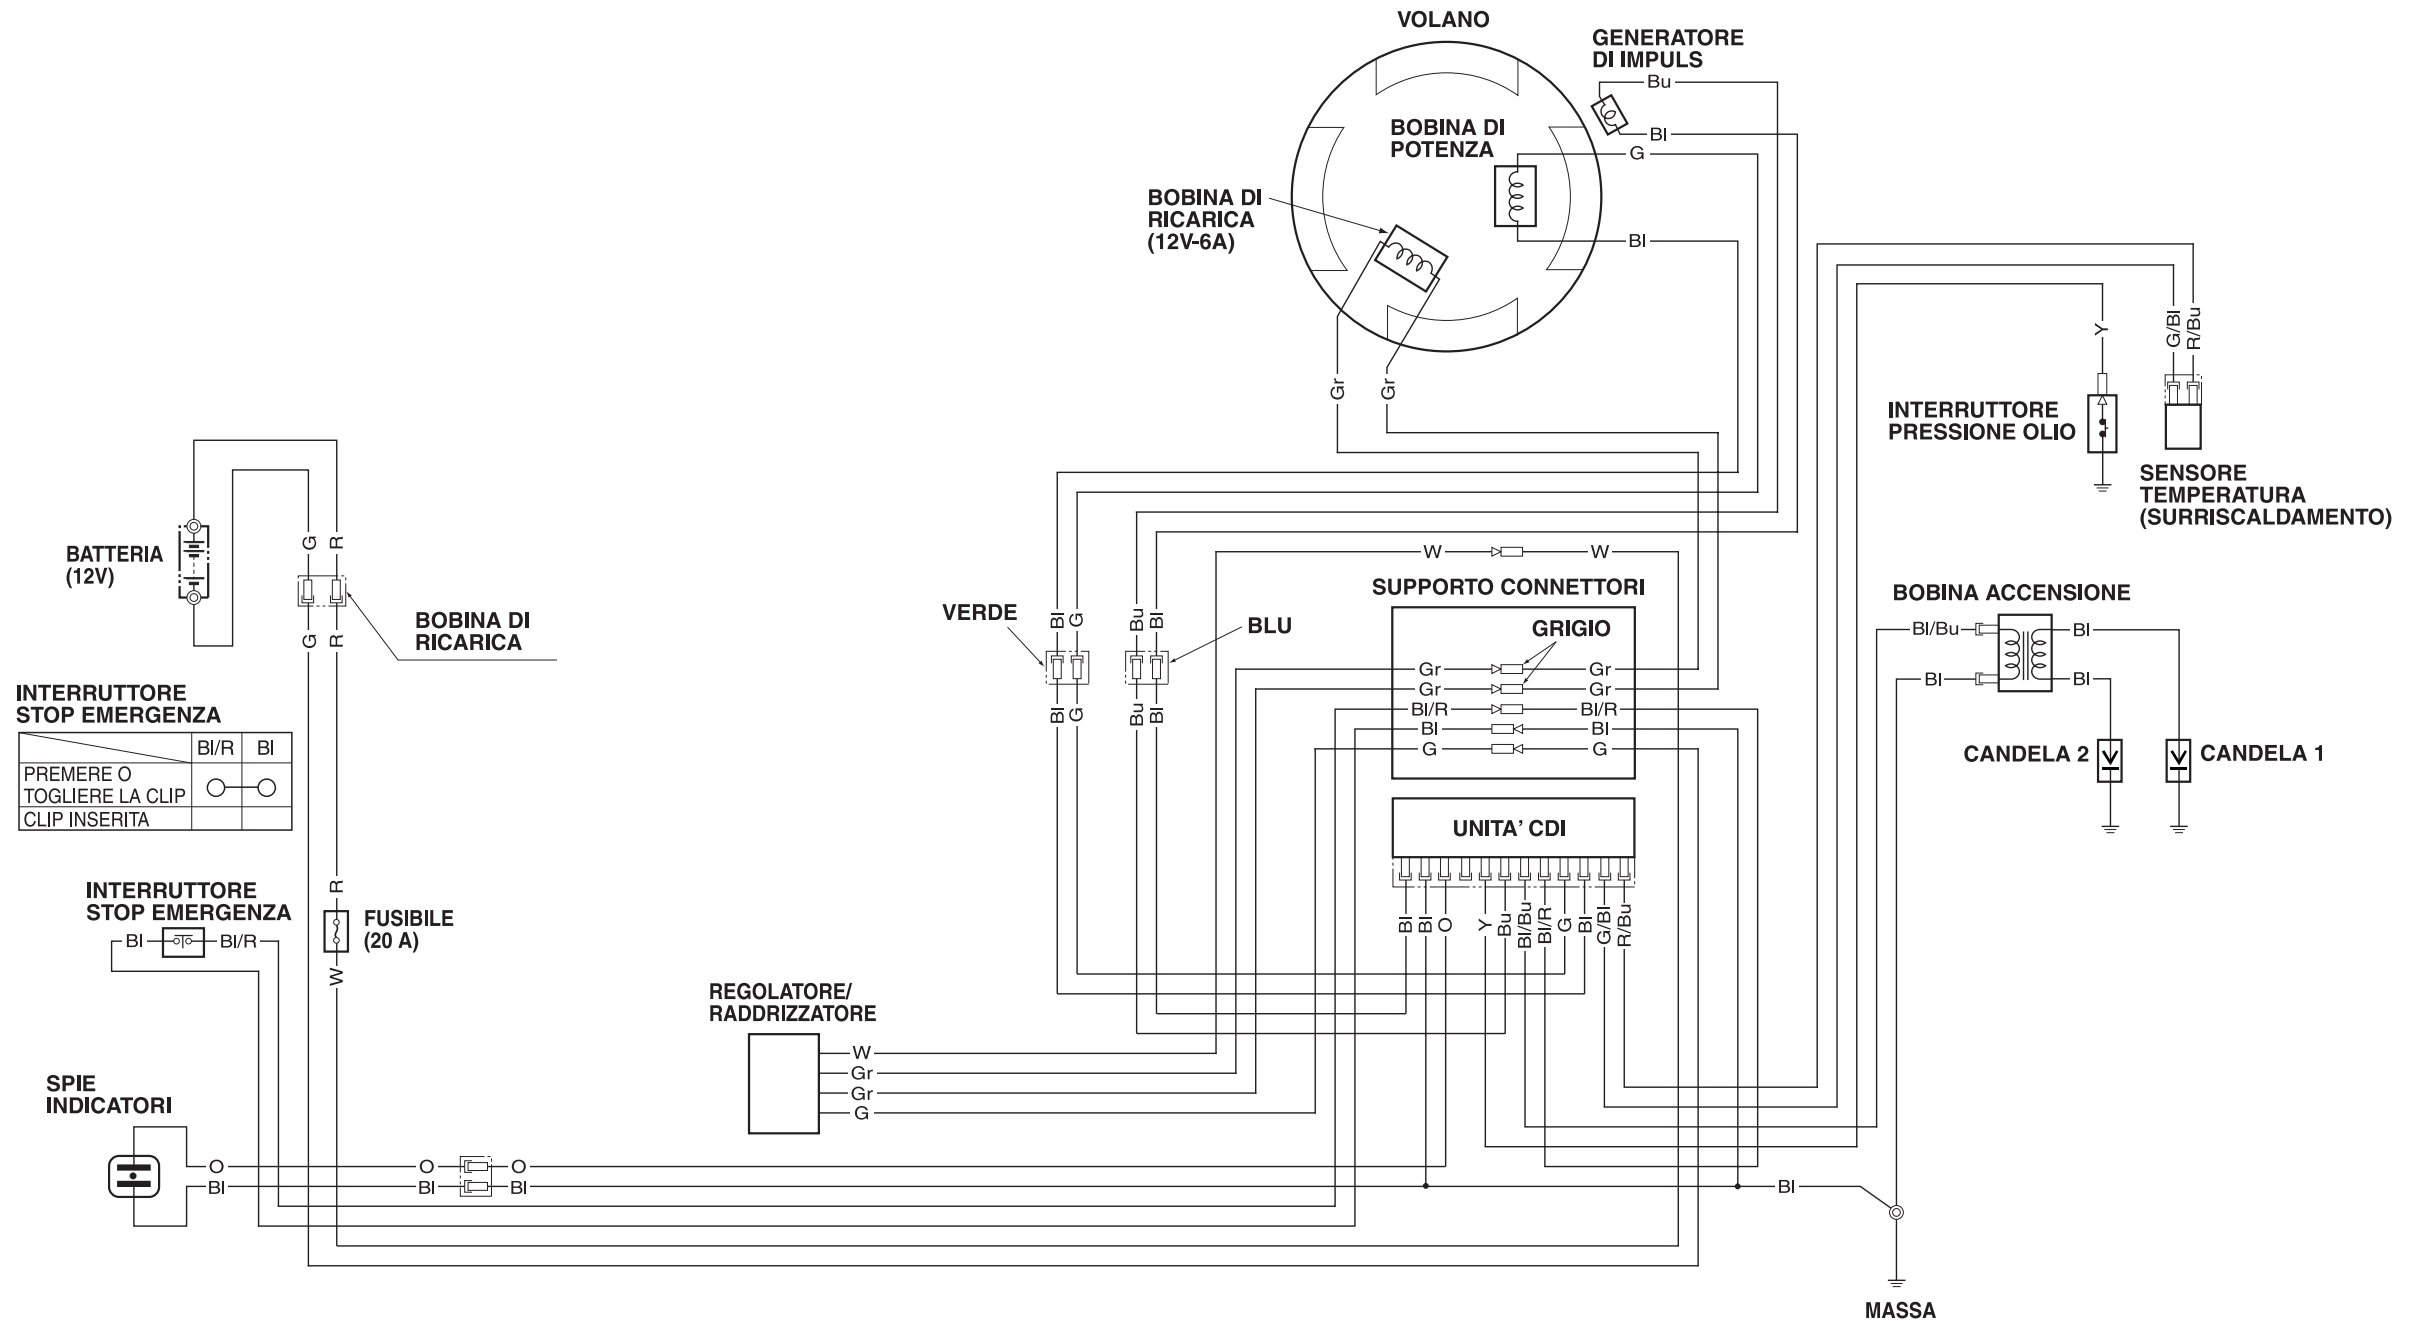 VOLANO
GENERATORE
DI IMPULS
Bu
Bl
G
BOBINA DI
POTENZA
Bl
BOBINA DI
RICARICA
(12V-6A)
Gr
Gr
Y
G/Bl
R/Bu
INTERRUTTORE
PRESSIONE OLIO
SENSORE
TEMPERATURA
(SURRISCALDAMENTO)
BATTERIA
(12V)
G
R
G
R
BOBINA DI
RICARICA
W
W
SUPPORTO CONNETTORI
GRIGIO
Gr
Gr
Gr
Gr
Bl/R
Bl/R
Bl
Bl
G
G
VERDE
Bl
G
Bu
Bl
BLU
Bl
G
Bu
Bl
BOBINA ACCENSIONE
Bl/Bu
Bl
Bl
Bl
CANDELA 2
CANDELA 1
INTERRUTTORE
STOP EMERGENZA
Bl/R
Bl
PREMERE O
TOGLIERE LA CLIP
CLIP INSERITA
UNITA' CDI
Bl
Bl
O
Y
Bu
Bl/Bu
Bl/R
G
Bl
G/Bl
R/Bu
INTERRUTTORE
STOP EMERGENZA
Bl
Bl/R
R
FUSIBILE
(20 A)
W
REGOLATORE/
RADDRIZZATORE
W
Gr
Gr
G
SPIE
INDICATORI
O
O
O
Bl
Bl
Bl
Bl
MASSA